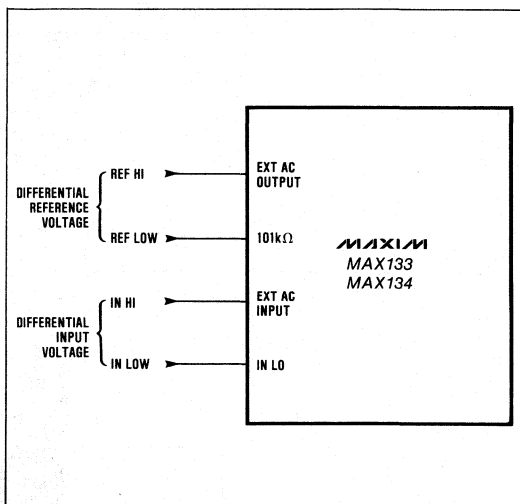 DIFFERENTIAL
REFERENCE
VOLTAGE
REF HI
REF LOW
EXT AC
OUTPUT
101kΩ
MAXIM
MAX133
MAX134
DIFFERENTIAL
INPUT
VOLTAGE
IN HI
IN LOW
EXT AC
INPUT
IN LO